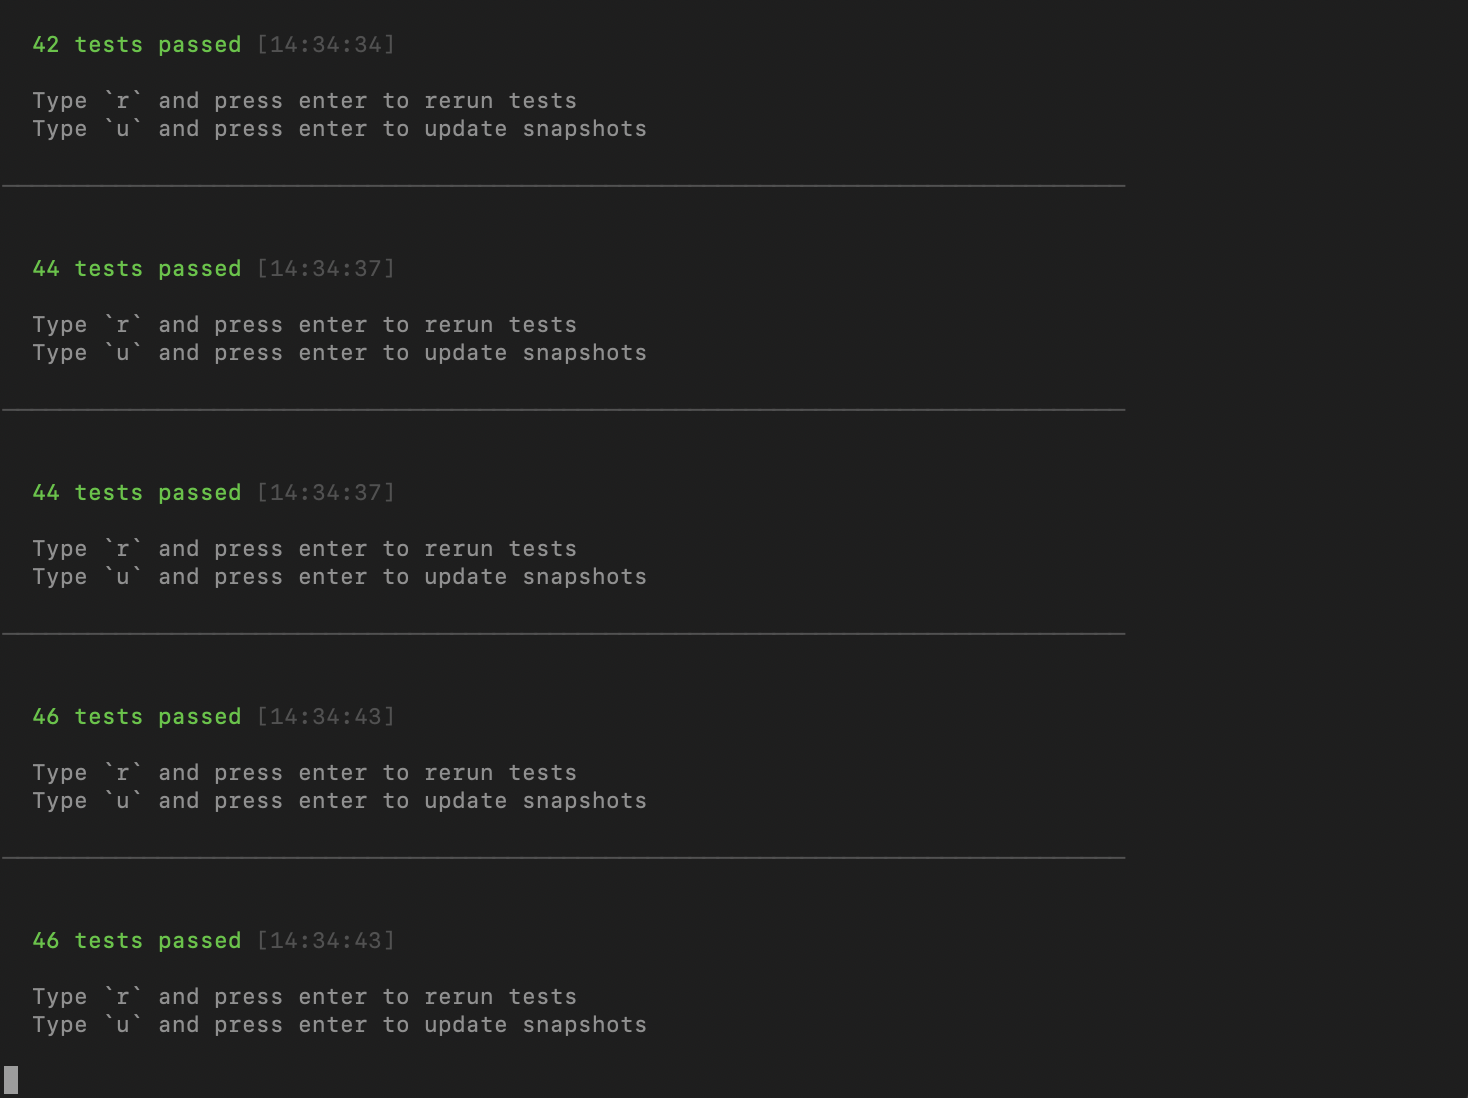 42 tests passed [14:34:34]
Type `r` and press enter to rerun tests
Type `u` and press enter to update snapshots
44 tests passed [14:34:37]
Type `r` and press enter to rerun tests
Type `u` and press enter to update snapshots
44 tests passed [14:34:37]
Type `r` and press enter to rerun tests
Type `u` and press enter to update snapshots
46 tests passed [14:34:43]
Type `r` and press enter to rerun tests
Type `u` and press enter to update snapshots
46 tests passed [14:34:43]
Type `r` and press enter to rerun tests
Type `u` and press enter to update snapshots